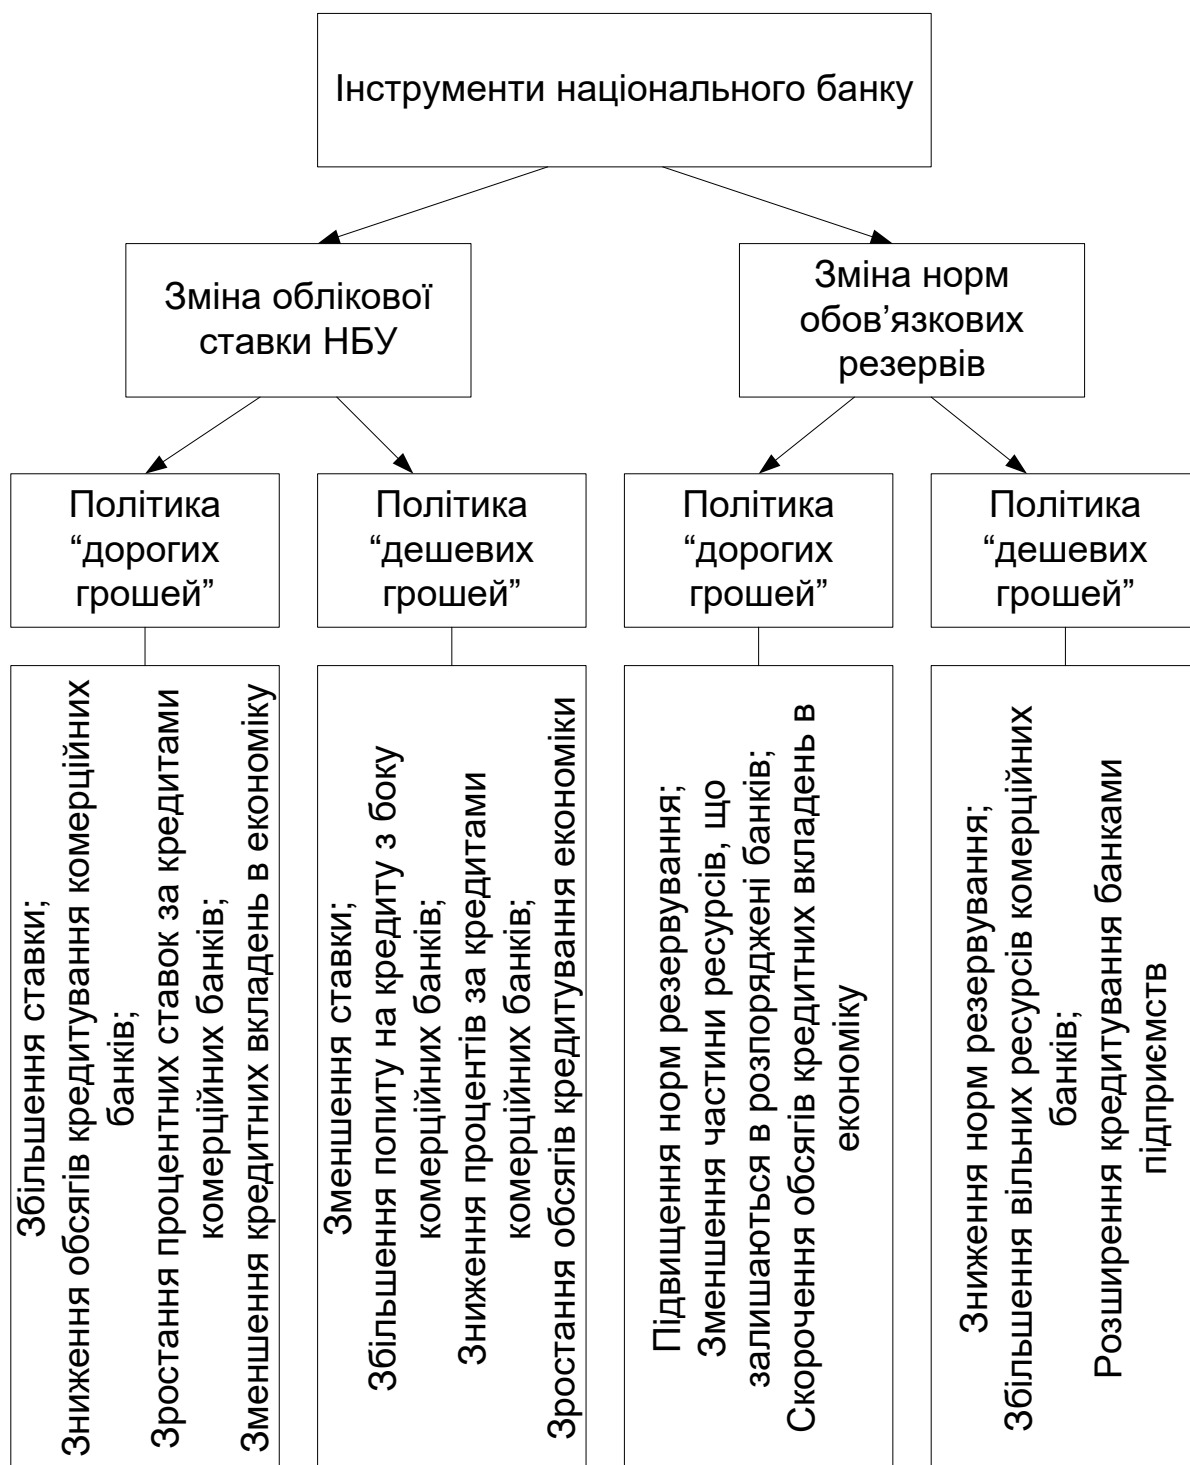 Інструменти національного банку
Зміна облікової
ставки НБУ
Зміна норм
обов’язкових
резервів
Політика
“дорогих
грошей”
Політика
“дешевих
грошей”
Політика
“дорогих
грошей”
Політика
“дешевих
грошей”
Збільшення ставки;
Зниження обсягів кредитування комерційних
банків;
Зростання процентних ставок за кредитами
комерційних банків;
Зменшення кредитних вкладень в економіку
Зменшення ставки;
Збільшення попиту на кредиту з боку
комерційних банків;
Зниження процентів за кредитами
комерційних банків;
Зростання обсягів кредитування економіки
Підвищення норм резервування;
Зменшення частини ресурсів, що
залишаються в розпоряджені банків;
Скорочення обсягів кредитних вкладень в
економіку
Зниження норм резервування;
Збільшення вільних ресурсів комерційних
банків;
Розширення кредитування банками
підприємств